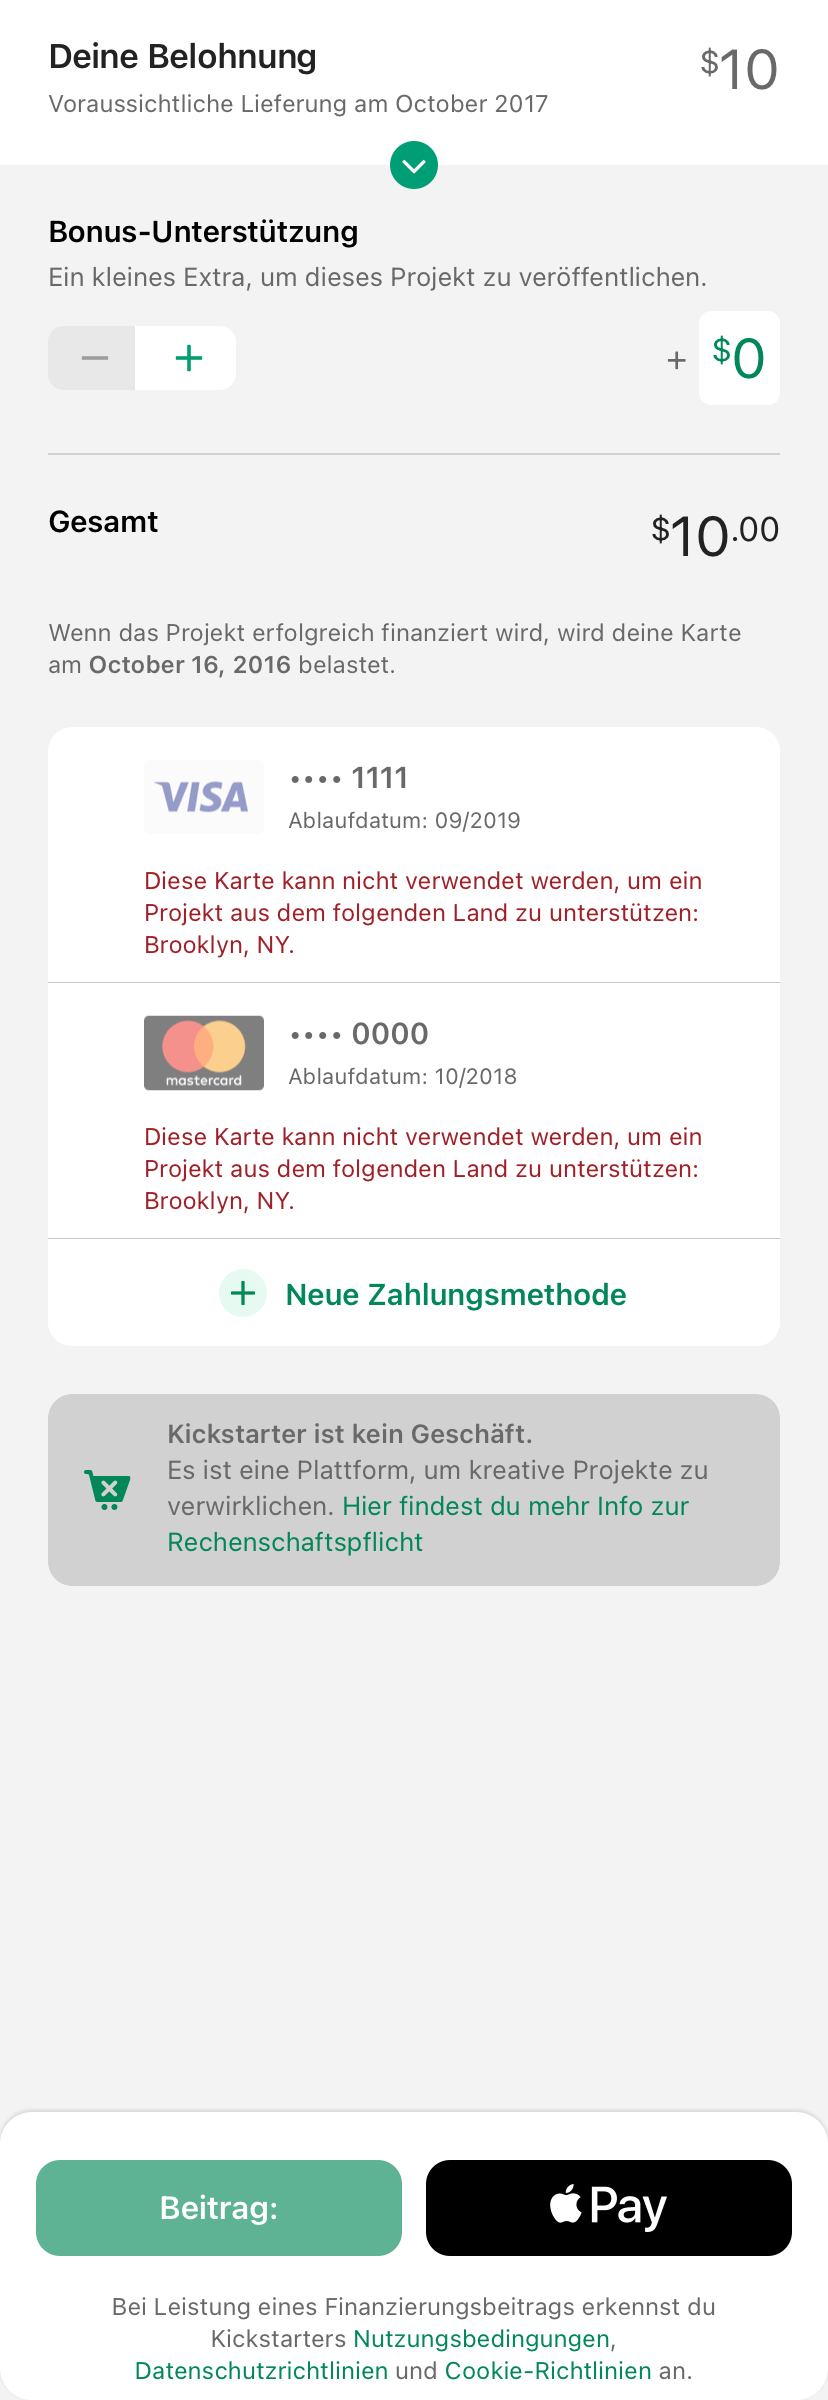 Deine Belohnung
$10
Voraussichtliche Lieferung am October 2017
Bonus-Unterstützung
Ein kleines Extra, um dieses Projekt zu veröffentlichen.
+ $0
Gesamt
$10.00
Wenn das Projekt erfolgreich finanziert wird, wird deine Karte
am October 16, 2016 belastet.
VISA
•••• 1111
Ablaufdatum: 09/2019
Diese Karte kann nicht verwendet werden, um ein
Projekt aus dem folgenden Land zu unterstützen:
Brooklyn, NY.
mastercard
•••• 0000
Ablaufdatum: 10/2018
Diese Karte kann nicht verwendet werden, um ein
Projekt aus dem folgenden Land zu unterstützen:
Brooklyn, NY.
Neue Zahlungsmethode
Kickstarter ist kein Geschäft.
Es ist eine Plattform, um kreative Projekte zu
verwirklichen. Hier findest du mehr Info zur
Rechenschaftspflicht
Beitrag:
Pay
Bei Leistung eines Finanzierungsbeitrags erkennst du
Kickstarters Nutzungsbedingungen,
Datenschutzrichtlinien und Cookie-Richtlinien an.